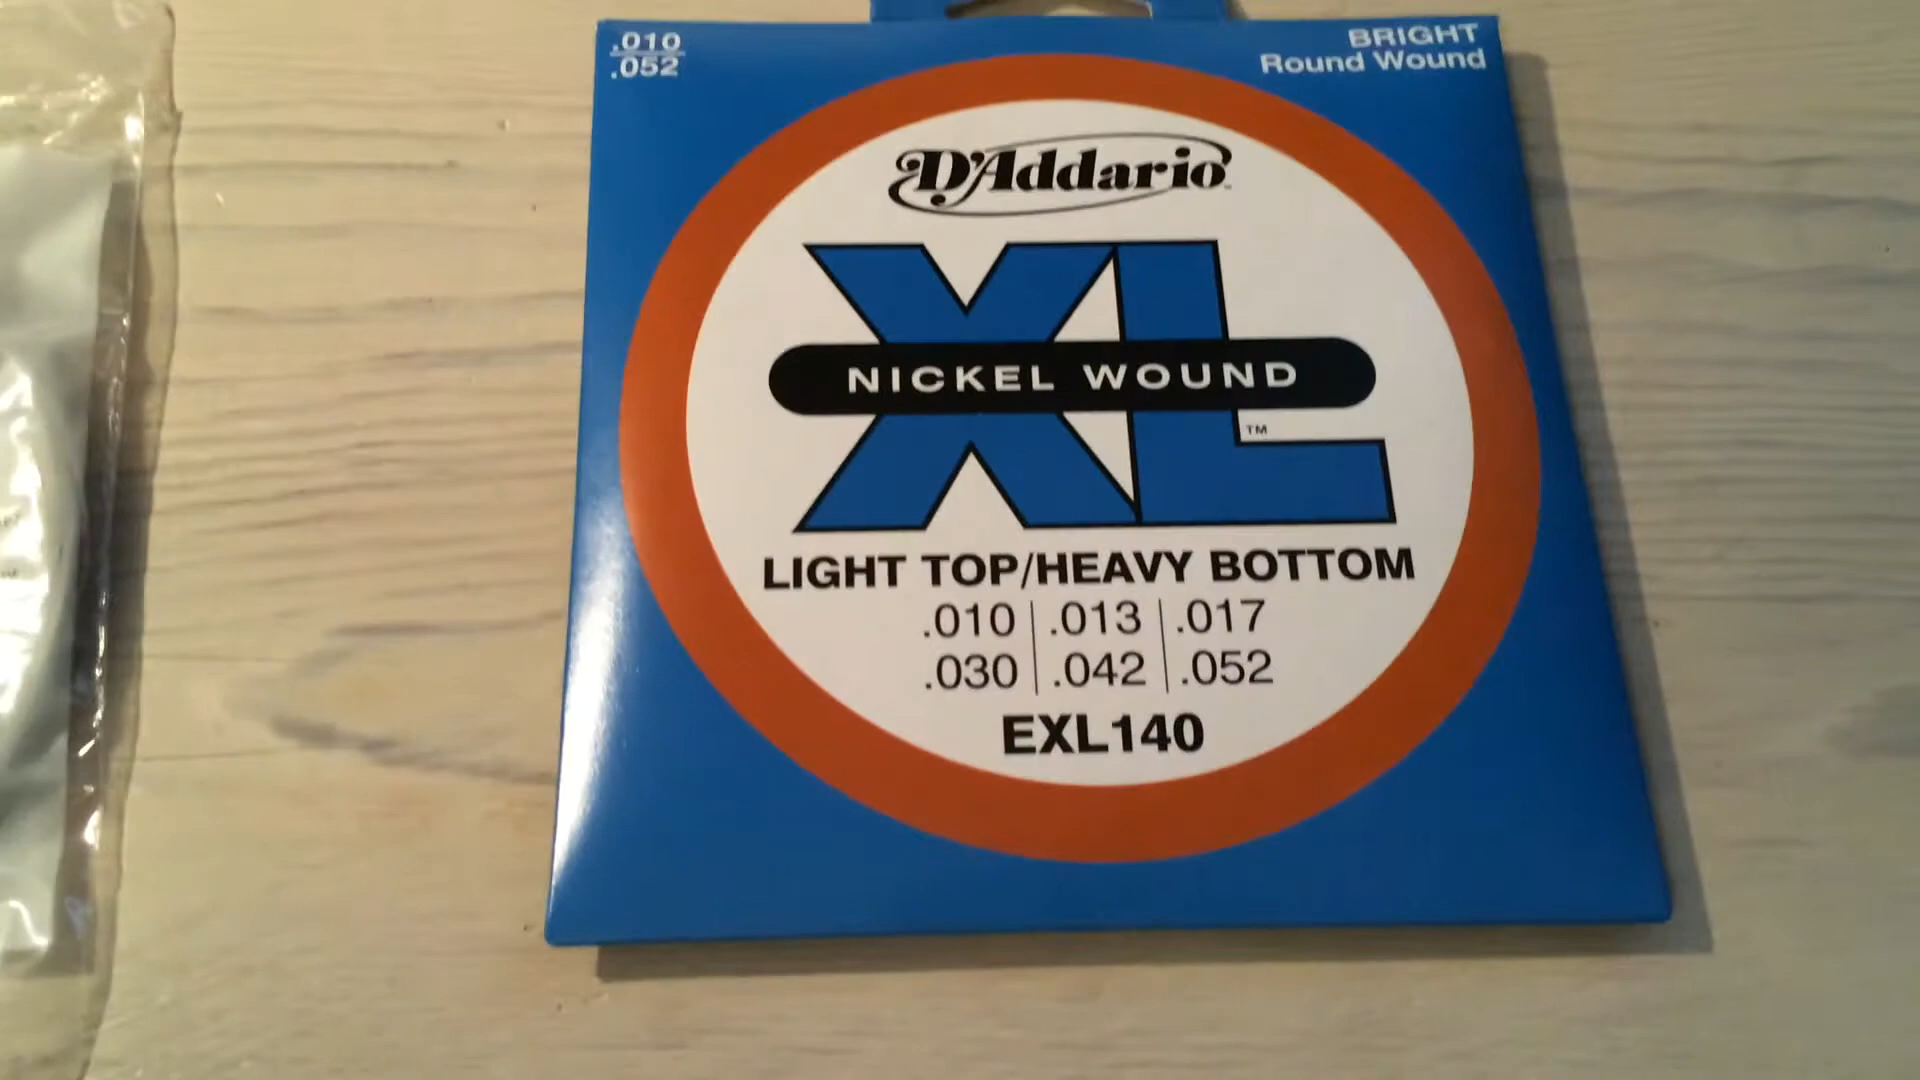 .010
.052
BRIGHT
Round Wound
D'Addario
XL
NICKEL WOUND
™
LIGHT TOP/HEAVY BOTTOM
.010 | .013 | .017
.030 | .042 | .052
EXL140